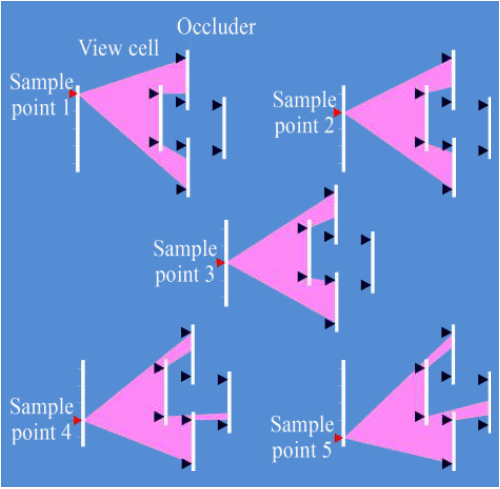 Occluder
View cell
Sample
point 1
Sample
point 2
Sample
point 3
Sample
point 4
Sample
point 5